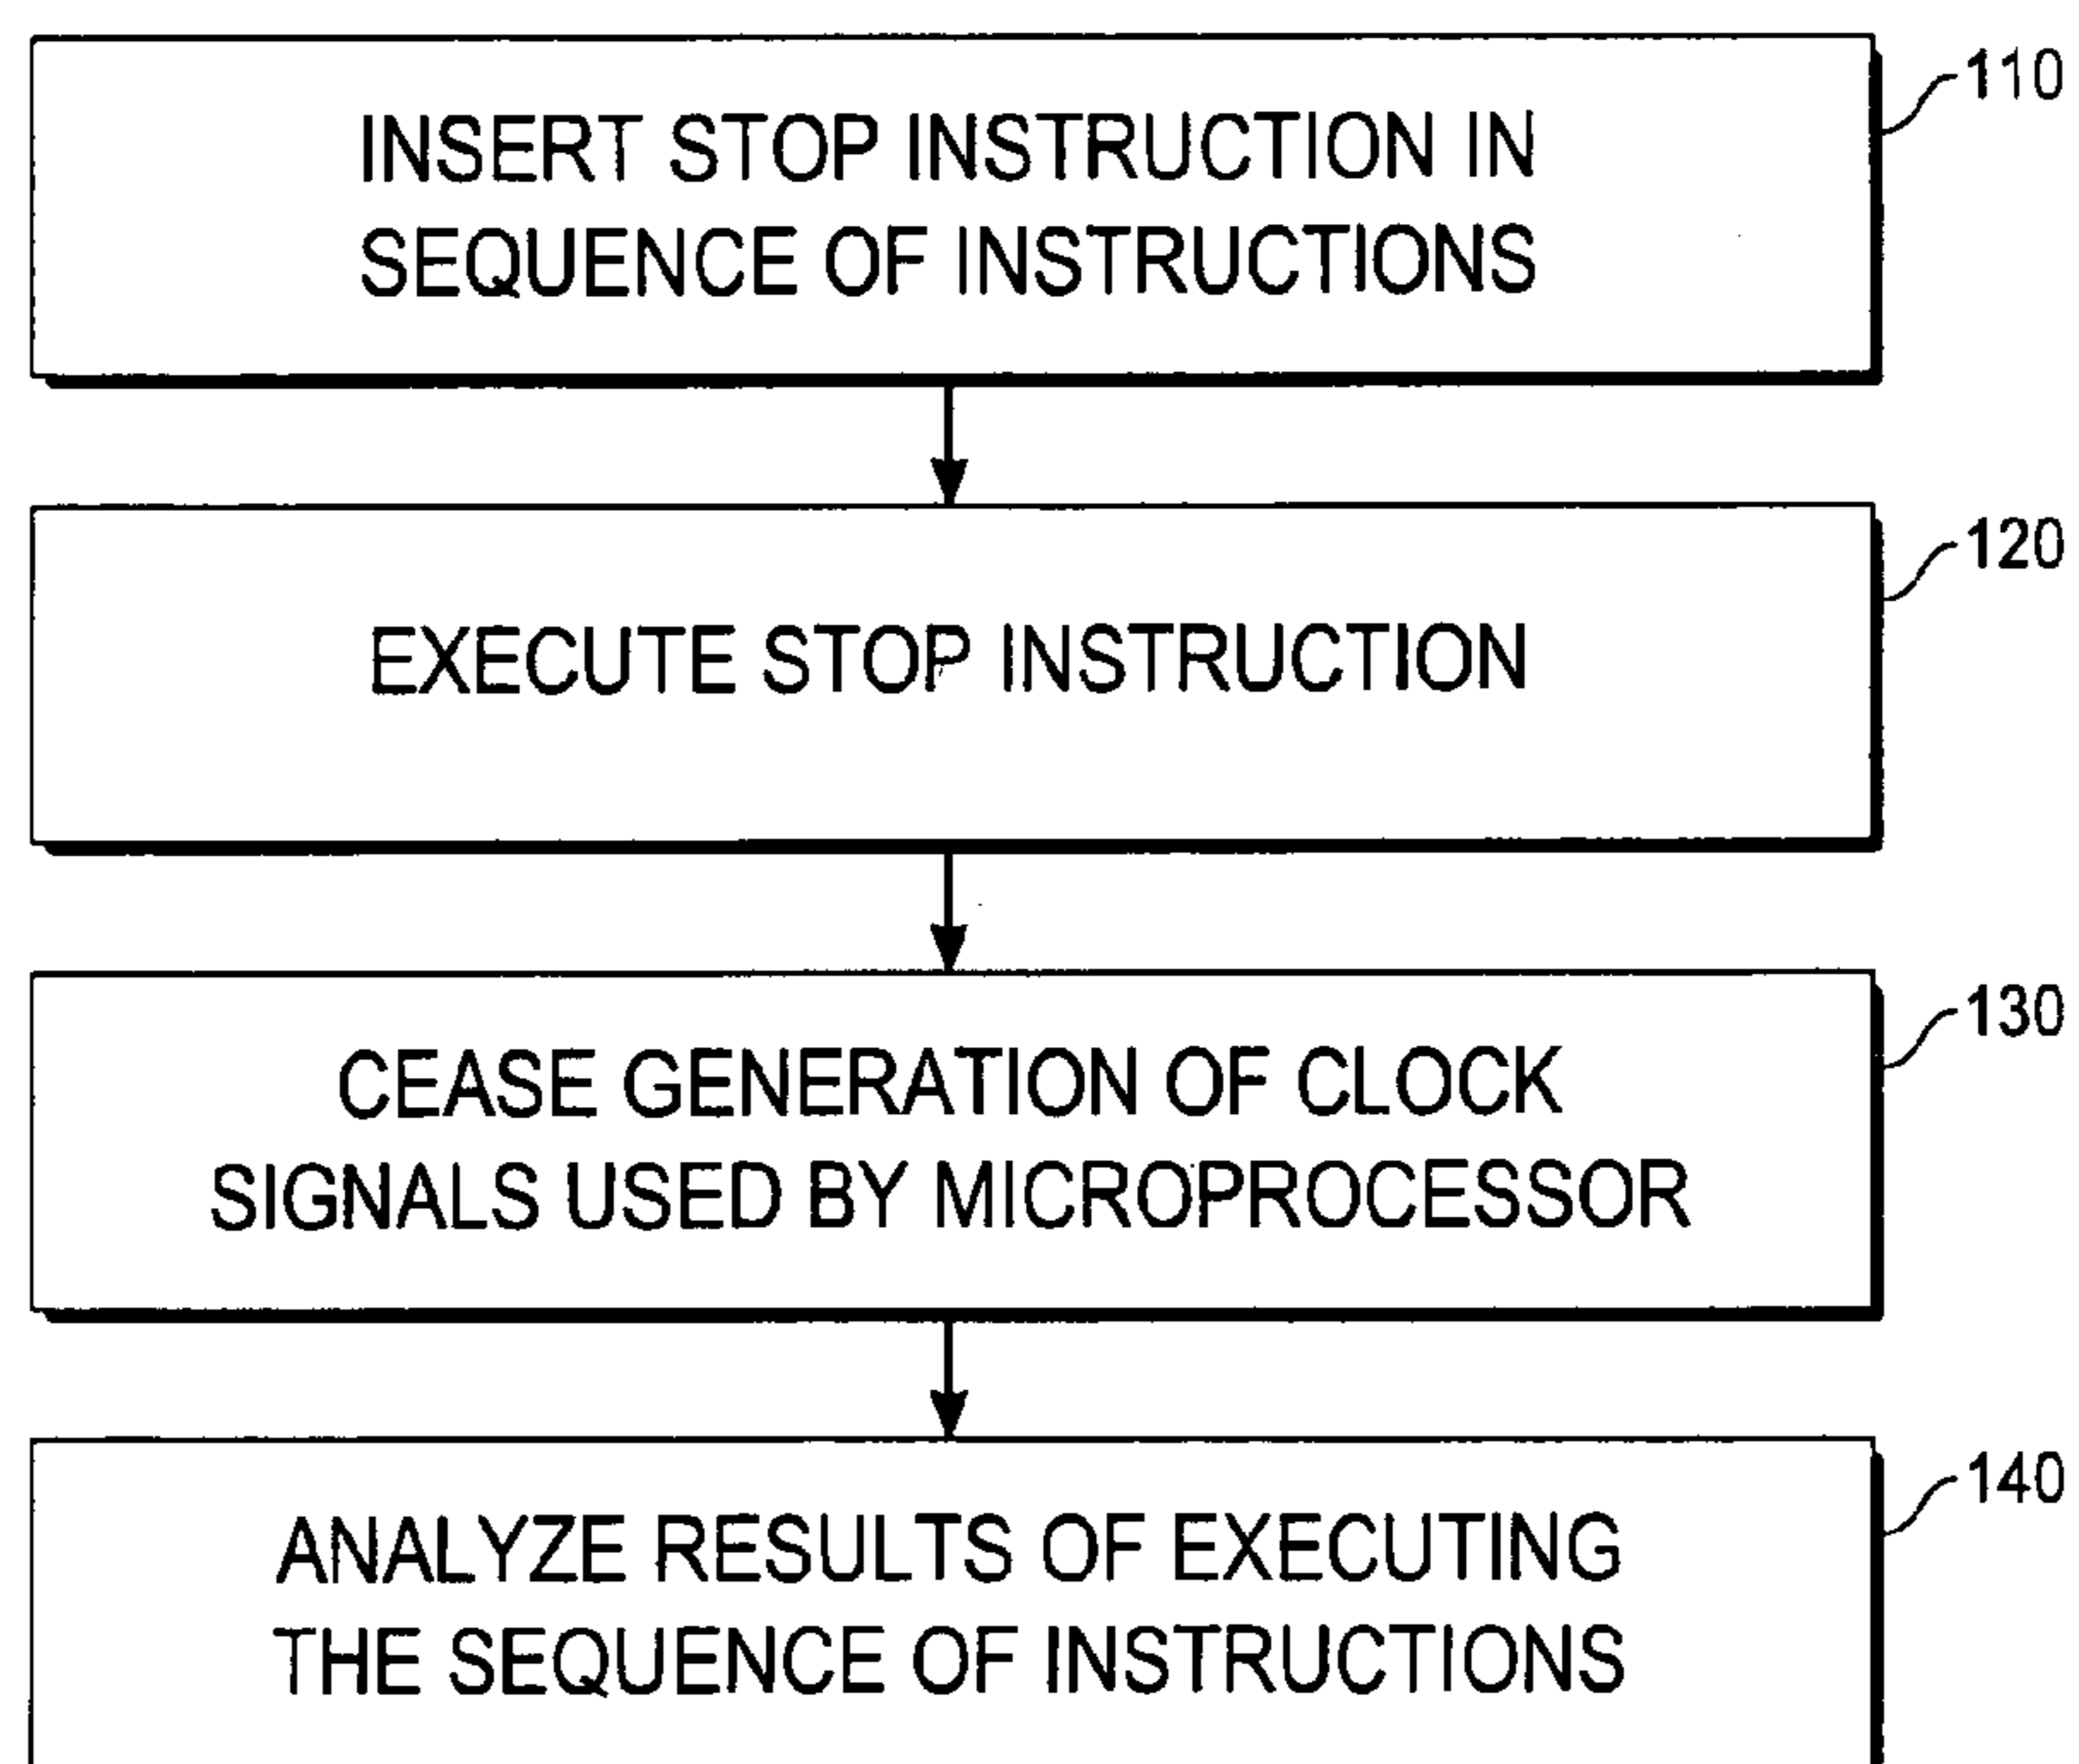 110
INSERT STOP INSTRUCTION IN
SEQUENCE OF INSTRUCTIONS
120
EXECUTE STOP INSTRUCTION
130
CEASE GENERATION OF CLOCK
SIGNALS USED BY MICROPROCESSOR
140
ANALYZE RESULTS OF EXECUTING
THE SEQUENCE OF INSTRUCTIONS